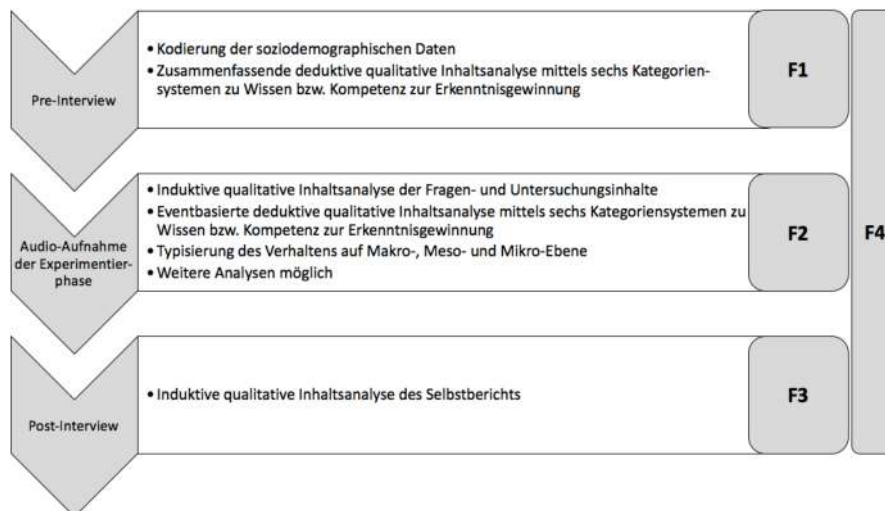 Pre-Interview
• Kodierung der soziodemographischen Daten
• Zusammenfassende deduktive qualitative Inhaltsanalyse mittels sechs Kategorien-
systemen zu Wissen bzw. Kompetenz zur Erkenntnisgewinnung
F1
Audio-Aufnahme
der Experimentier-
phase
• Induktive qualitative Inhaltsanalyse der Fragen- und Untersuchungsinhalte
• Eventbasierte deduktive qualitative Inhaltsanalyse mittels sechs Kategoriensystemen zu
Wissen bzw. Kompetenz zur Erkenntnisgewinnung
• Typisierung des Verhaltens auf Makro-, Meso- und Mikro-Ebene
• Weitere Analysen möglich
F2
F4
Post-Interview
• Induktive qualitative Inhaltsanalyse des Selbstberichts
F3